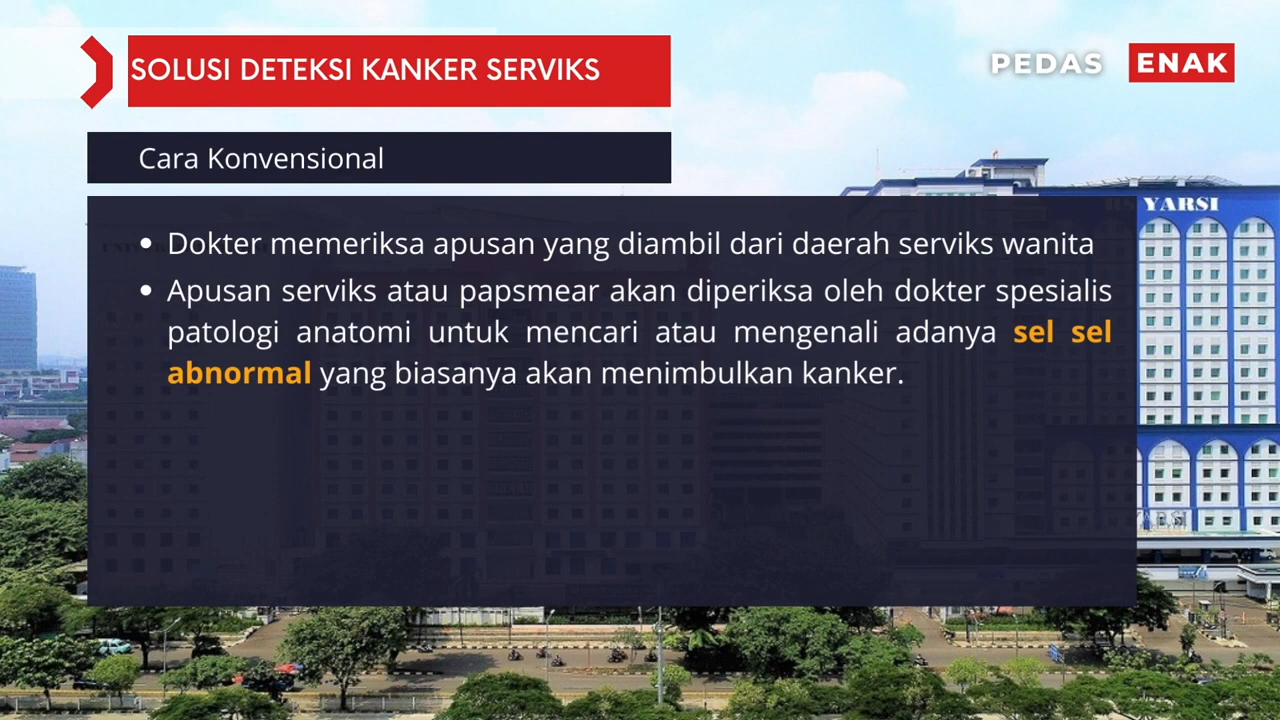 SOLUSI DETEKSI KANKER SERVIKS
PEDAS ENAK
Cara Konvensional
YARSI
• Dokter memeriksa apusan yang diambil dari daerah serviks wanita
• Apusan serviks atau papsmear akan diperiksa oleh dokter spesialis
patologi anatomi untuk mencari atau mengenali adanya sel sel
abnormal yang biasanya akan menimbulkan kanker.